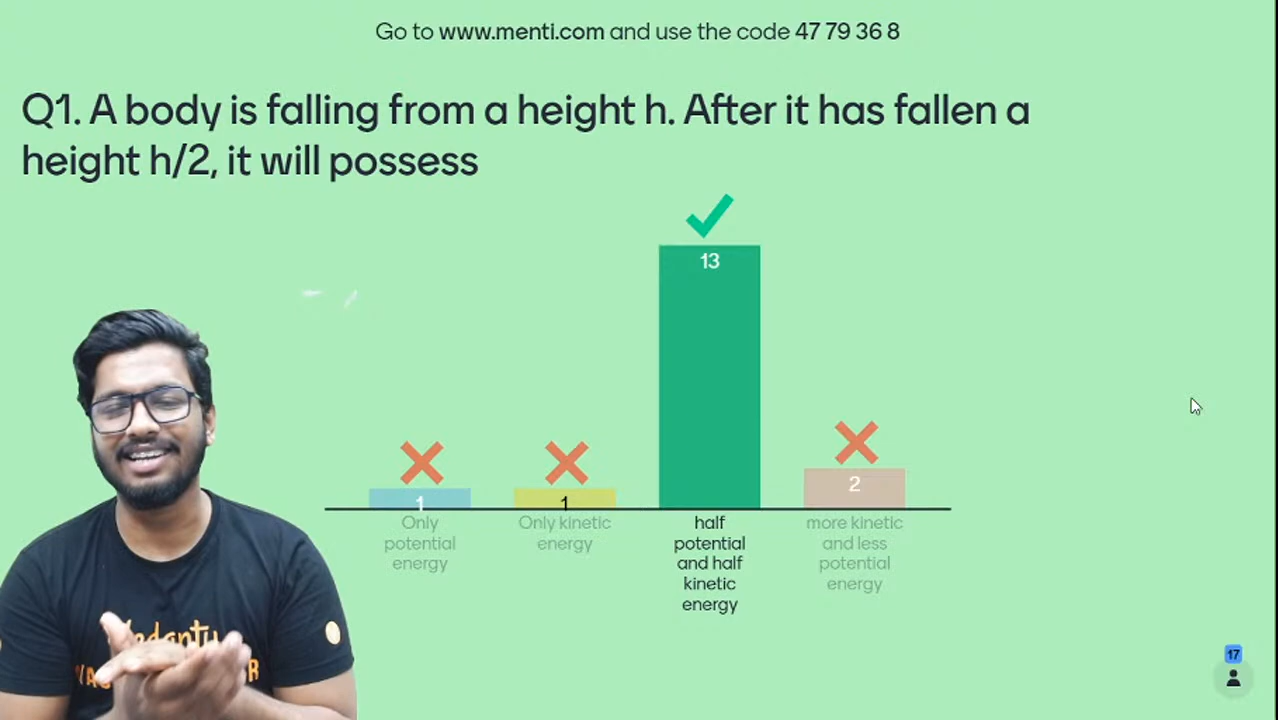 Go to www.menti.com and use the code 47 79 36 8
Q1. A body is falling from a height h. After it has fallen a
height h/2, it will possess
13
2
1
1
Only
potential
energy
Only kinetic
energy
half
potential
and half
kinetic
energy
more kinetic
and less
potential
energy
Vedantu
17